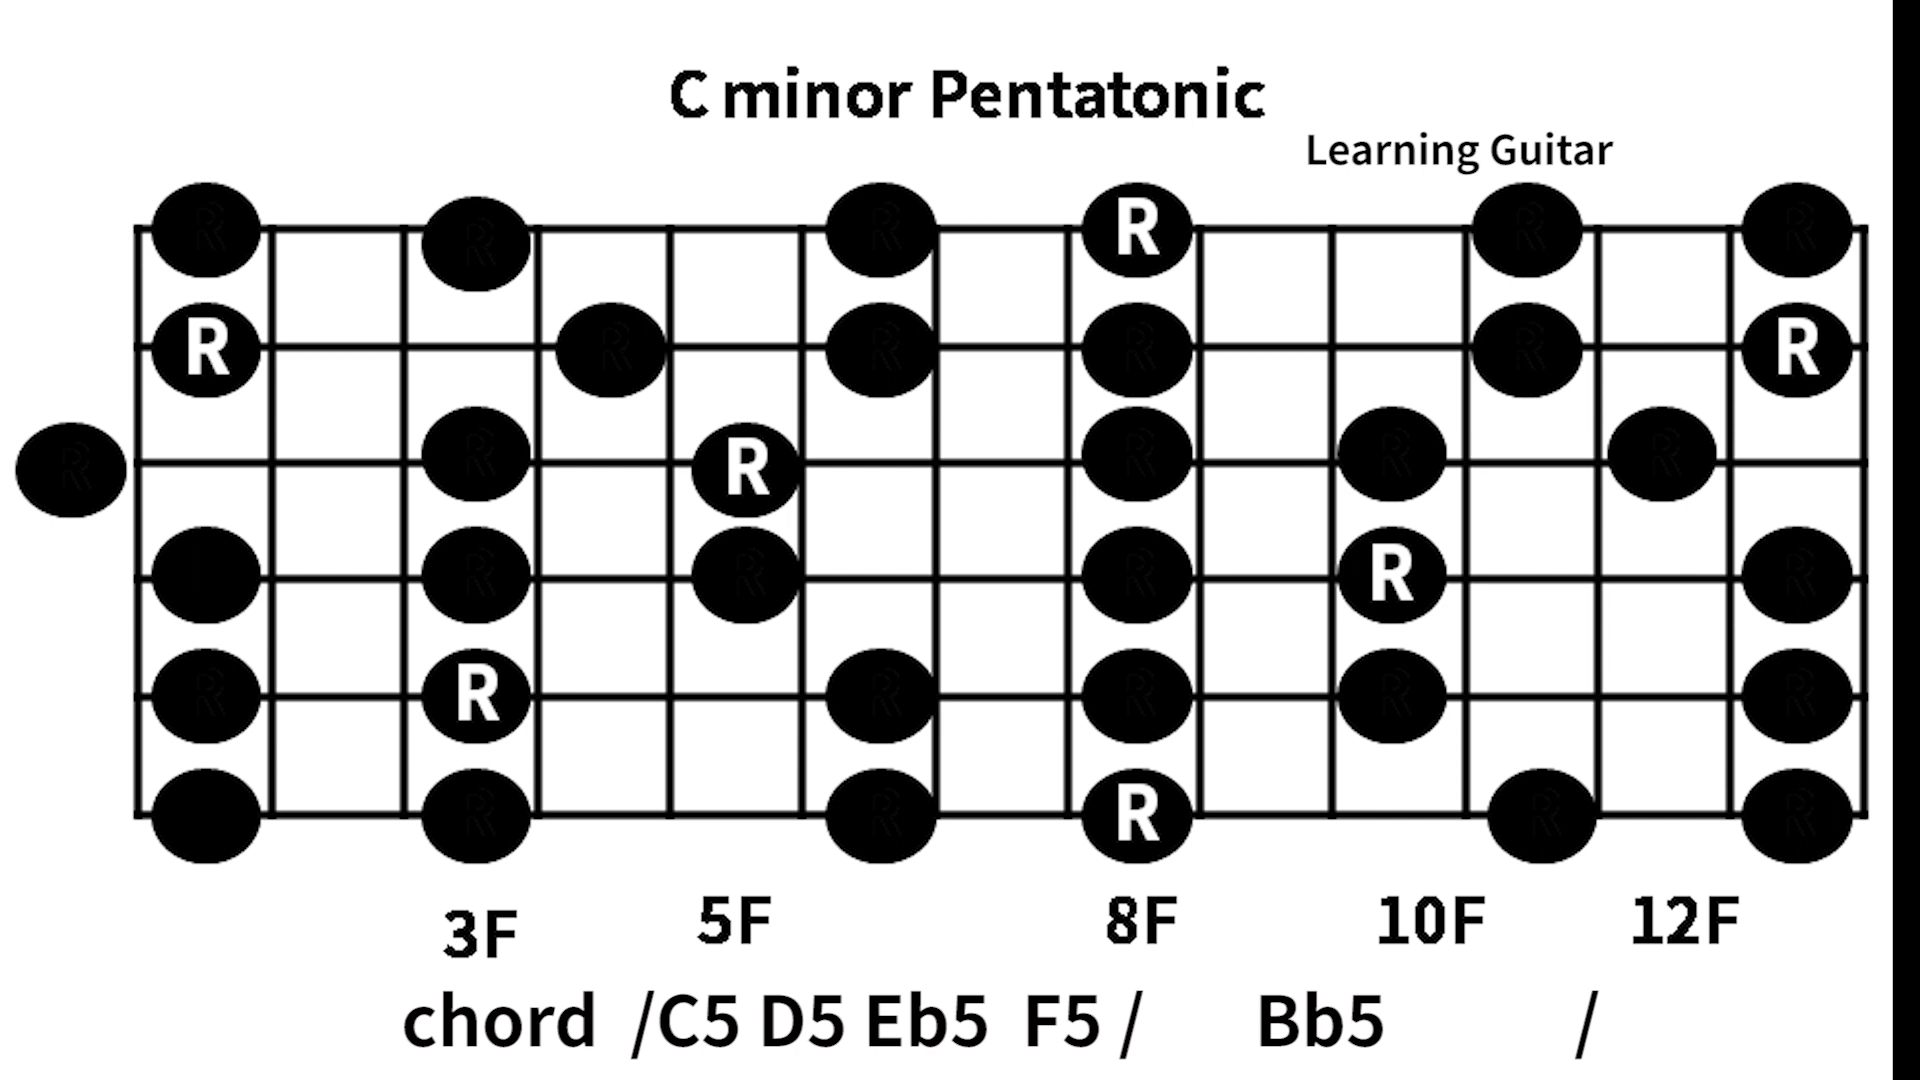 C minor Pentatonic
Learning Guitar
R
R
R
R
R
R
R
R
3F 5F 8F 10F 12F
chord /C5 D5 Eb5 F5 / Bb5 /